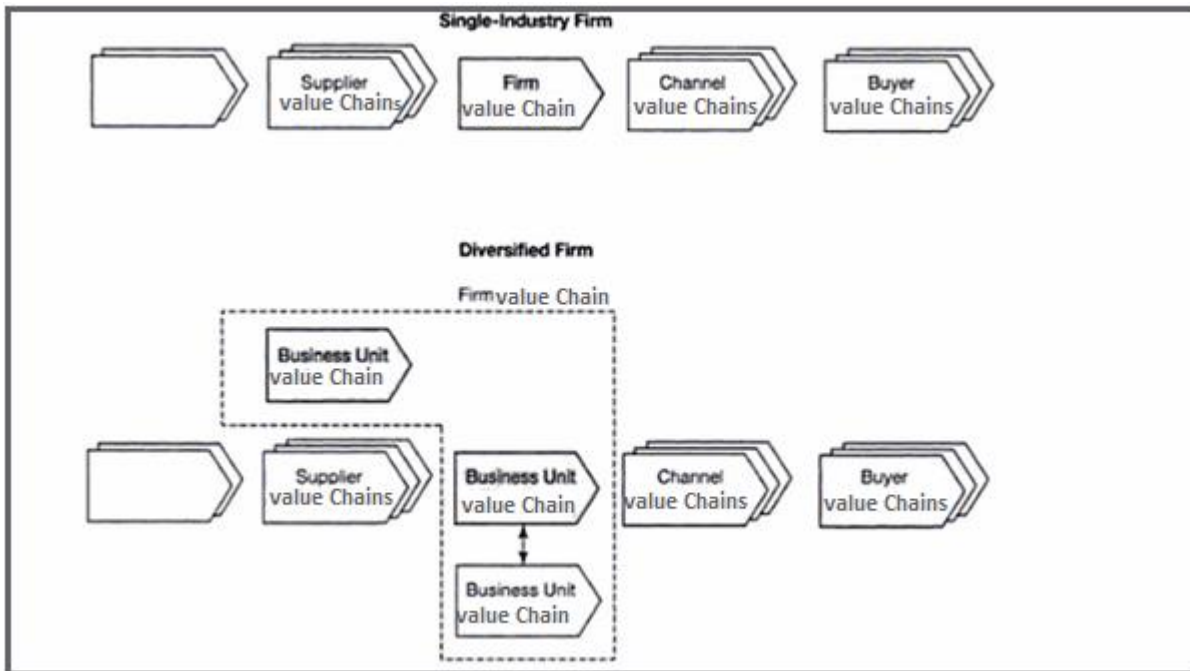 Single-Industry Firm
Supplier
value Chains
Firm
value Chain
Channel
value Chains
Buyer
value Chains
Diversified Firm
Firm value Chain
Business Unit
value Chain
Supplier
value Chains
Business Unit
value Chain
Channel
value Chains
Buyer
value Chains
Business Unit
value Chain